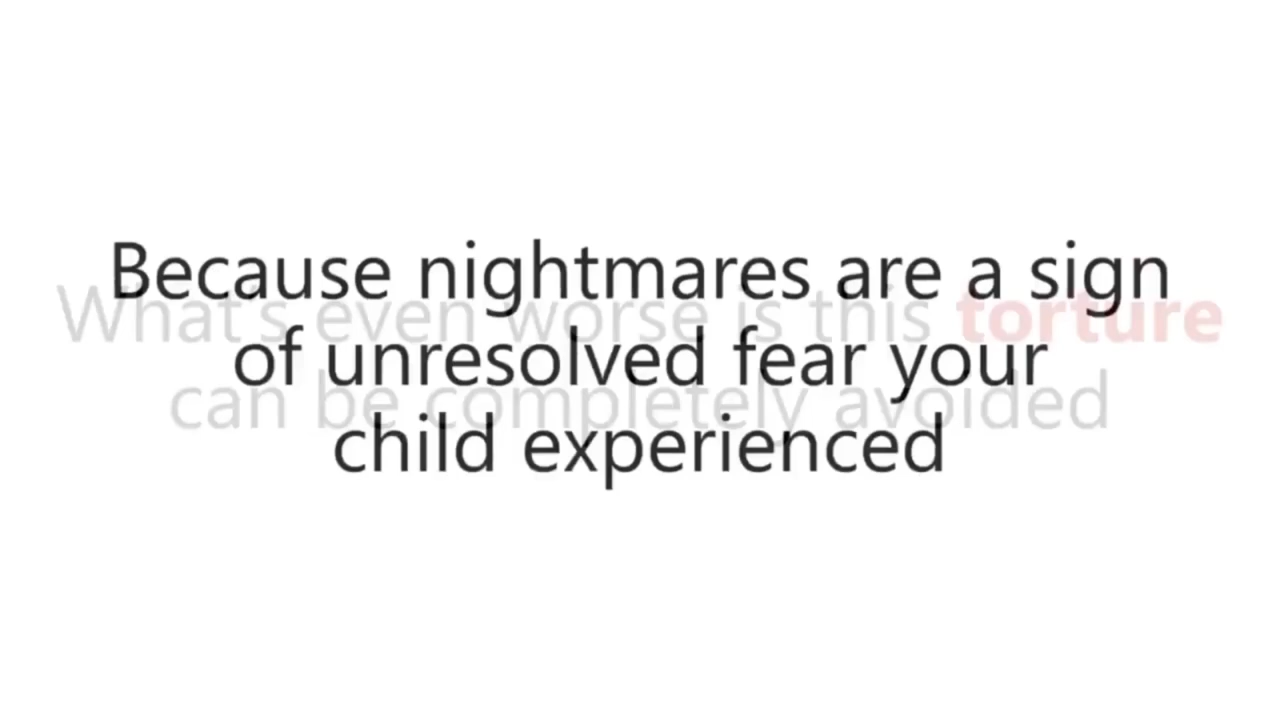 Because nightmares are a sign
of unresolved fear your
child experienced
What's even worse is this torture
can be completely avoided